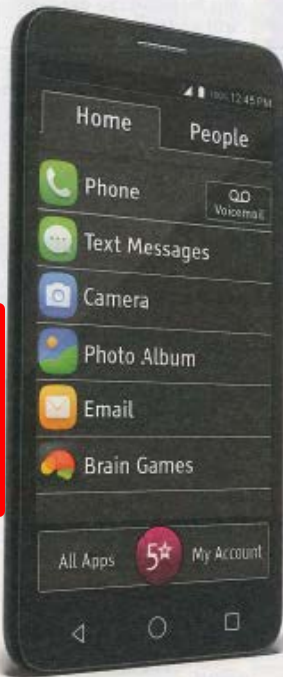 100% 12:45 PM
Home People
Phone
Voicemail
Text Messages
Camera
Photo Album
Email
Brain Games
All Apps 5☆ My Account